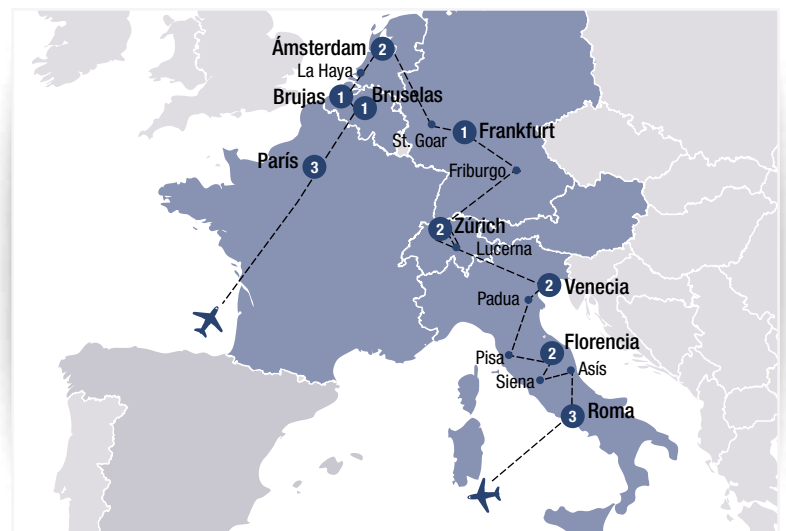 Ámsterdam 2
La Haya
Brujas 1
1 Bruselas
St. Goar
1 Frankfurt
París 3
Friburgo
2 Zúrich
Lucerna
2 Venecia
Padua
Florencia
2
Pisa
Asís
Siena
3 Roma